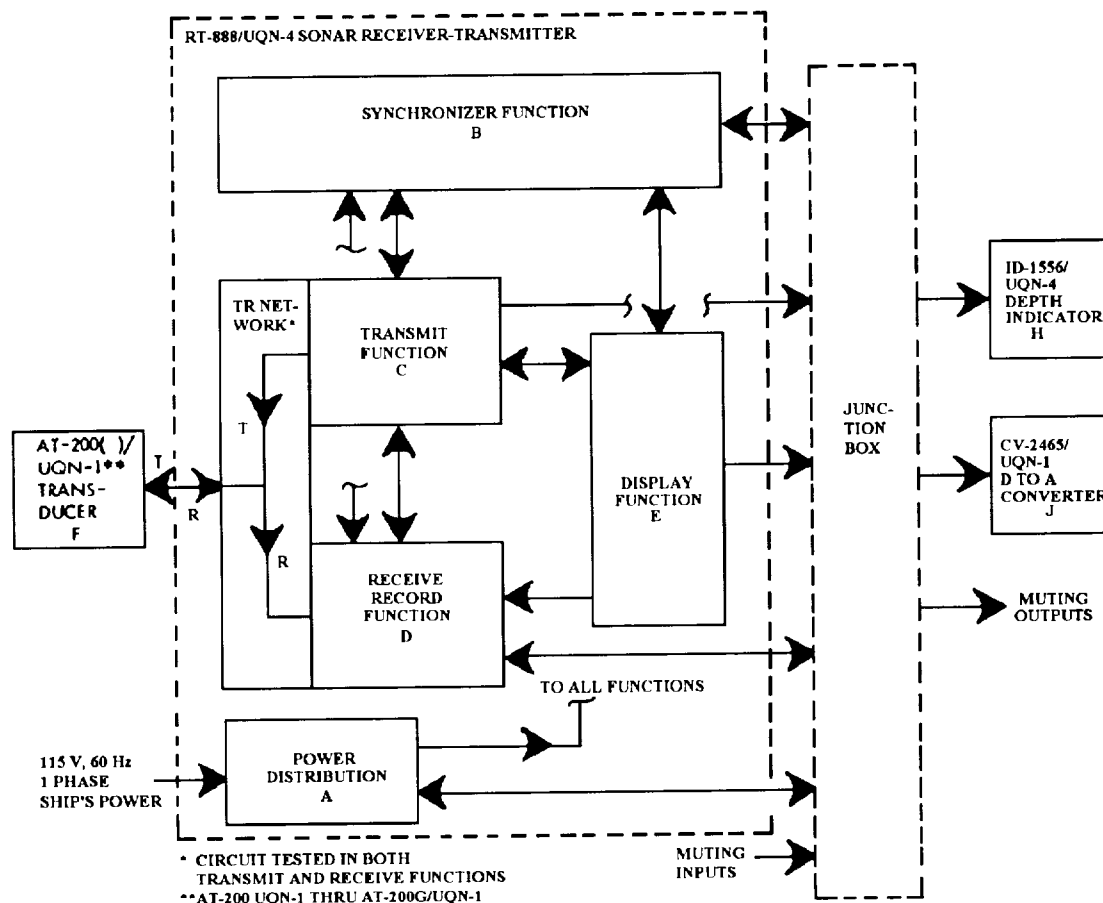 RT-888/UQN-4 SONAR RECEIVER-TRANSMITTER
SYNCHRONIZER FUNCTION
B
TR NET-
WORK*
TRANSMIT
FUNCTION
C
T
R
RECEIVE
RECORD
FUNCTION
D
DISPLAY
FUNCTION
E
AT-200( )/
UQN-1**
TRANS-
DUCER
F
T
R
JUNC-
TION
BOX
ID-1556/
UQN-4
DEPTH
INDICATOR
H
CV-2465/
UQN-1
D TO A
CONVERTER
J
MUTING
OUTPUTS
TO ALL FUNCTIONS
115 V, 60 Hz
1 PHASE
SHIP'S POWER
POWER
DISTRIBUTION
A
MUTING
INPUTS
* CIRCUIT TESTED IN BOTH
TRANSMIT AND RECEIVE FUNCTIONS
**AT-200 UQN-1 THRU AT-200G/UQN-1